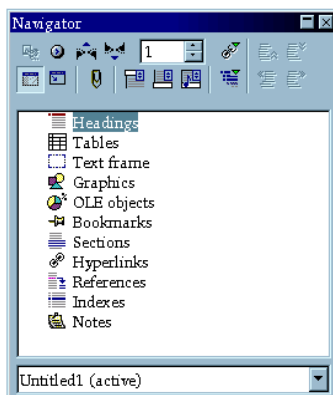 Navigator
1
Headings
Tables
Text frame
Graphics
OLE objects
Bookmarks
Sections
Hyperlinks
References
Indexes
Notes
Untitled1 (active)